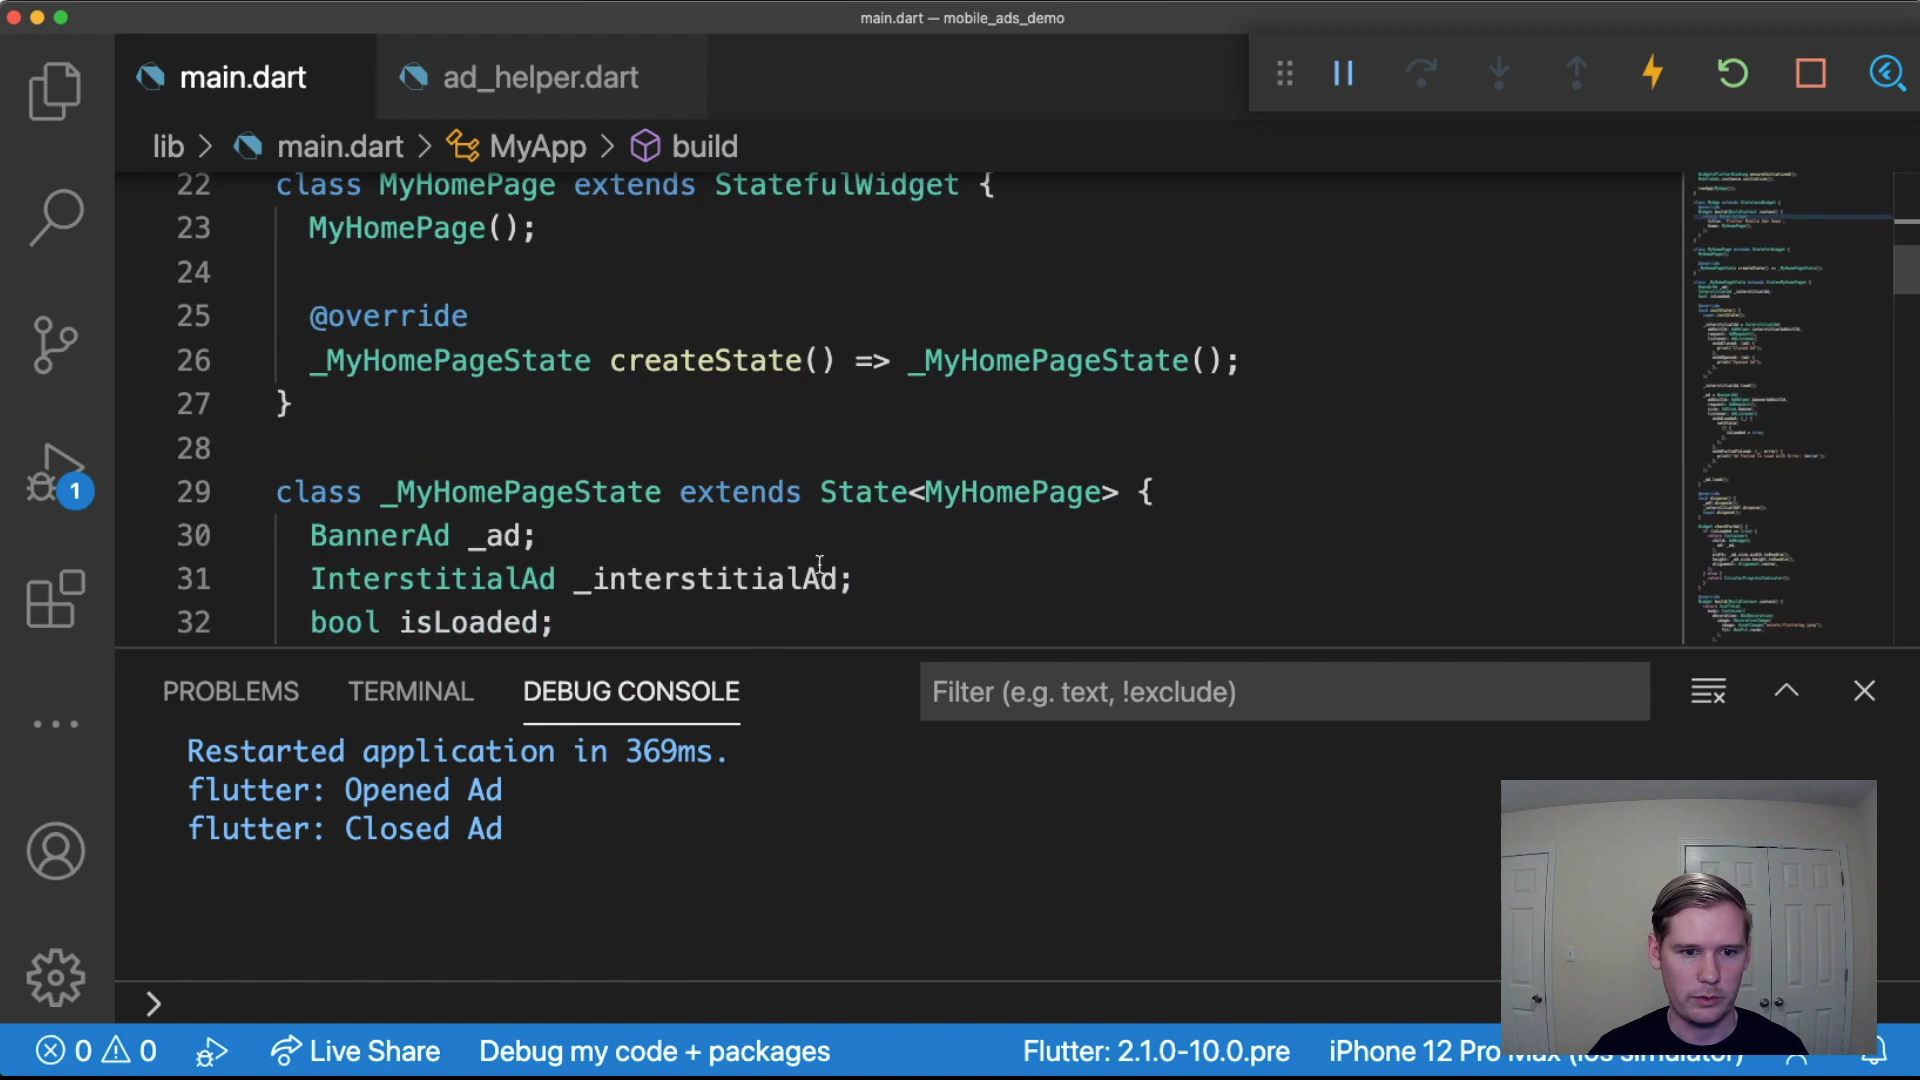 main.dart — mobile_ads_demo
main.dart
ad_helper.dart
lib > main.dart > MyApp > build
22 class MyHomePage extends StatefulWidget {
23 MyHomePage();
24
25 @override
26 _MyHomePageState createState() => _MyHomePageState();
27 }
28
29 class _MyHomePageState extends State<MyHomePage> {
30 BannerAd _ad;
31 InterstitialAd _interstitialAd;
32 bool isLoaded;
1
PROBLEMS TERMINAL DEBUG CONSOLE Filter (e.g. text, !exclude)
Restarted application in 369ms.
flutter: Opened Ad
flutter: Closed Ad
>
0 0 Live Share Debug my code + packages Flutter: 2.1.0-10.0.pre iPhone 12 Pro Max (ios simulator)